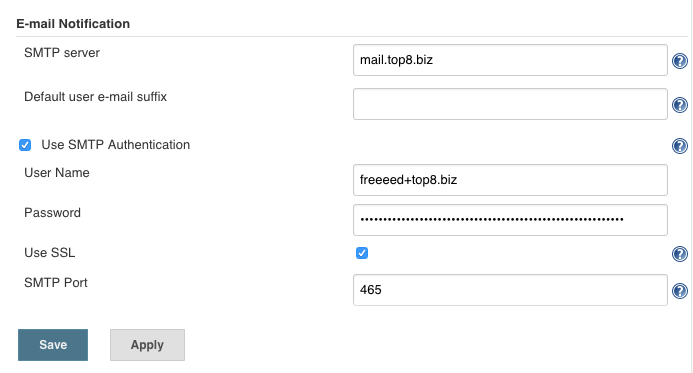 E-mail Notification
SMTP server mail.top8.biz
Default user e-mail suffix
Use SMTP Authentication
User Name freeeed+top8.biz
Password
Use SSL
SMTP Port 465
Save Apply